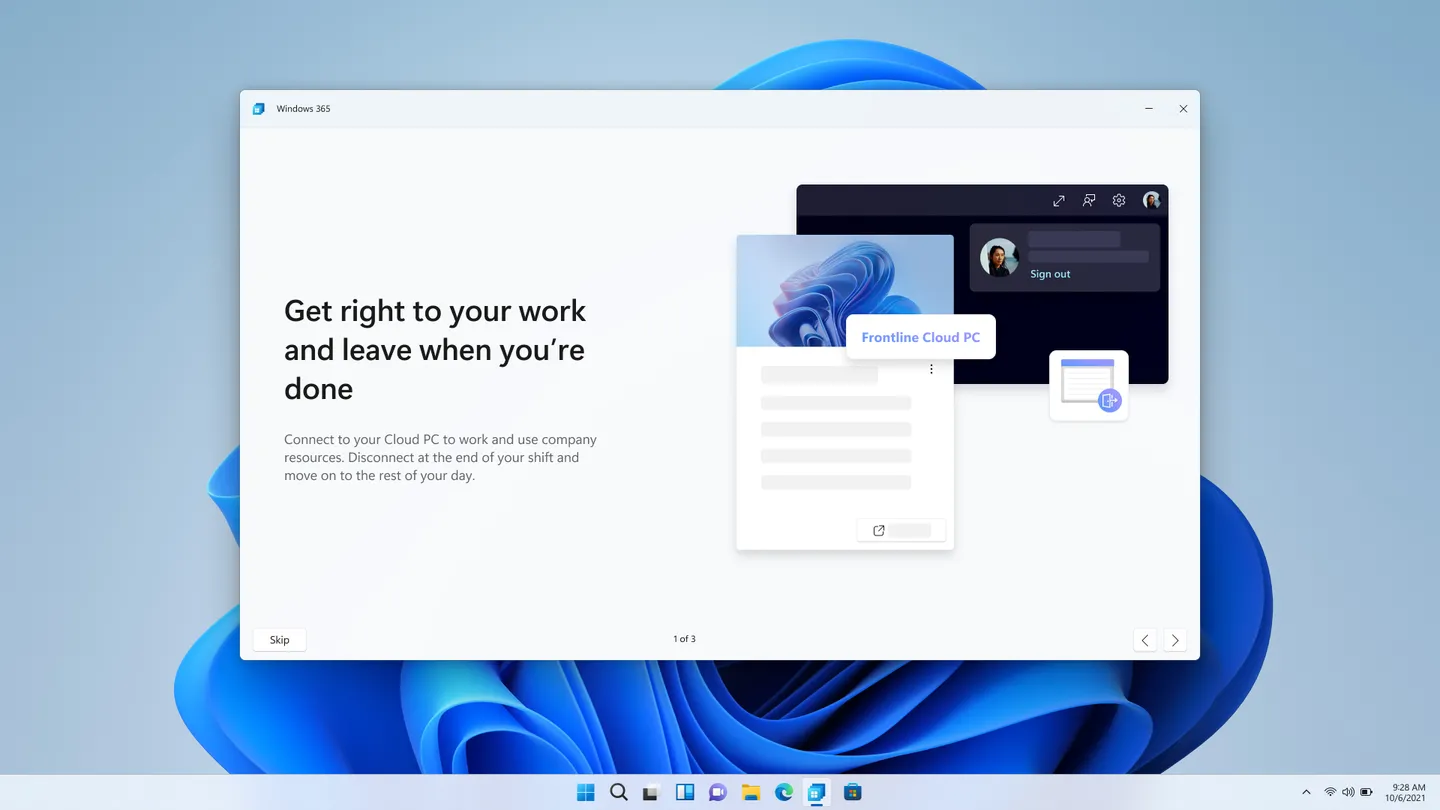 Windows 365
Sign out
Frontline Cloud PC
Get right to your work
and leave when you're
done
Connect to your Cloud PC to work and use company
resources. Disconnect at the end of your shift and
move on to the rest of your day.
Skip
1 of 3
9:28 AM
10/6/2021